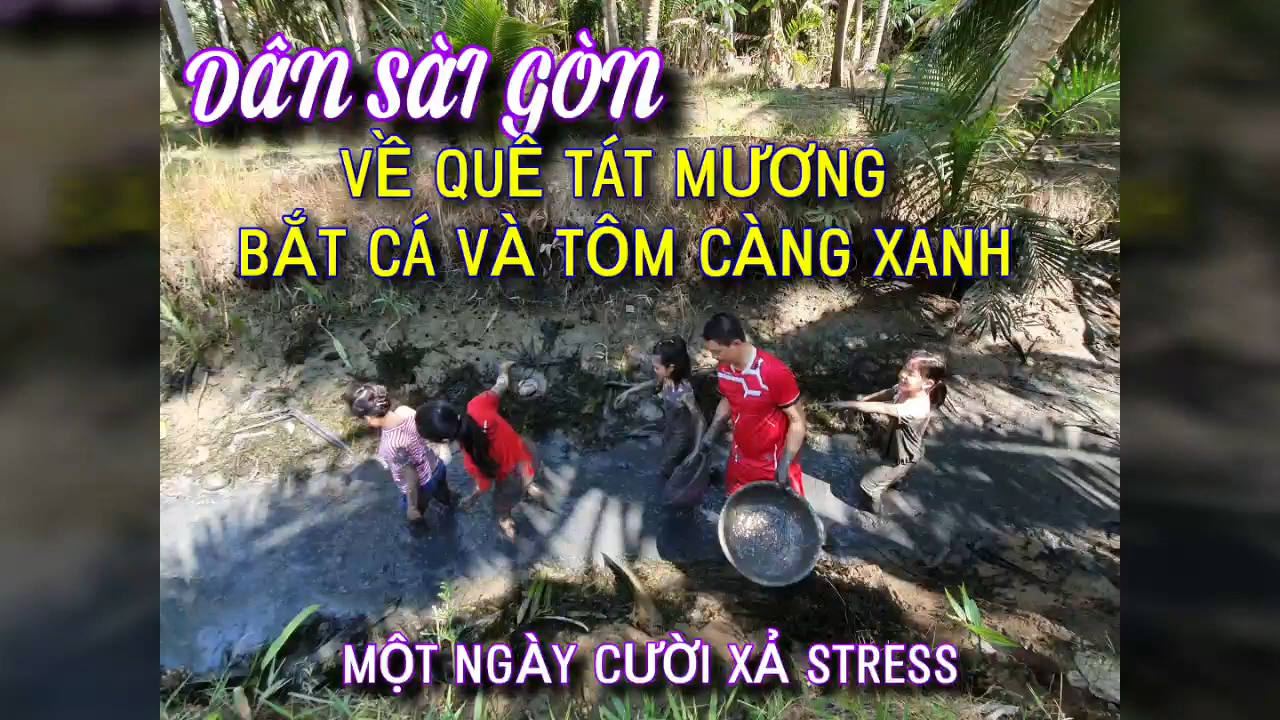 Dân Sài Gòn
VỀ QUÊ TÁT MƯƠNG
BẮT CÁ VÀ TÔM CÀNG XANH
MỘT NGÀY CƯỜI XẢ STRESS